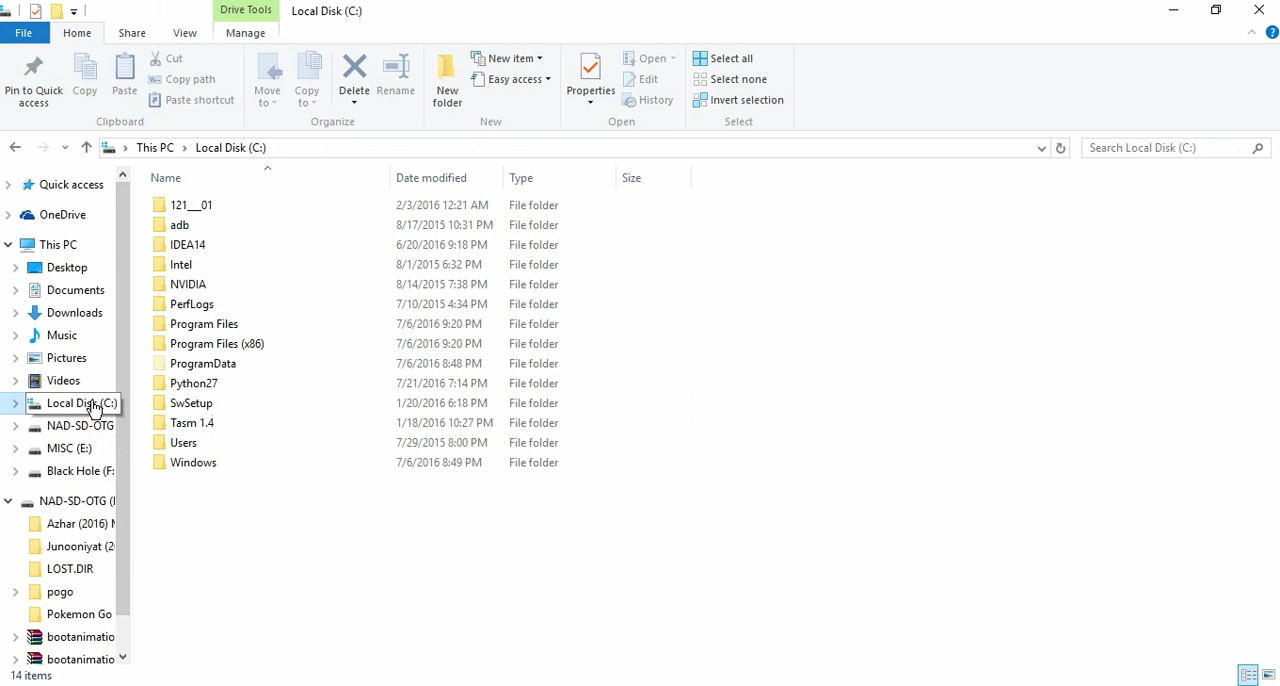 Drive Tools Local Disk (C:)
File Home Share View Manage
Pin to Quick access Copy Paste Cut Copy path Paste shortcut Move to Copy to Delete Rename New folder New item Easy access Properties Open Edit History Select all Select none Invert selection
Clipboard Organize New Open Select
This PC Local Disk (C:) Search Local Disk (C:)
Name Date modified Type Size
Quick access
OneDrive
This PC
Desktop
Documents
Downloads
Music
Pictures
Videos
Local Disk (C:)
NAD-SD-OTG
MISC (E:)
Black Hole (F:
NAD-SD-OTG (
Azhar (2016)
Junooniyat (2
LOST.DIR
pogo
Pokemon Go
bootanimatio
bootanimatio
121__01 2/3/2016 12:21 AM File folder
adb 8/17/2015 10:31 PM File folder
IDEA14 6/20/2016 9:18 PM File folder
Intel 8/1/2015 6:32 PM File folder
NVIDIA 8/14/2015 7:38 PM File folder
PerfLogs 7/10/2015 4:34 PM File folder
Program Files 7/6/2016 9:20 PM File folder
Program Files (x86) 7/6/2016 9:20 PM File folder
ProgramData 7/6/2016 8:48 PM File folder
Python27 7/21/2016 7:14 PM File folder
SwSetup 1/20/2016 6:18 PM File folder
Tasm 1.4 1/18/2016 10:27 PM File folder
Users 7/29/2015 8:00 PM File folder
Windows 7/6/2016 8:49 PM File folder
14 items